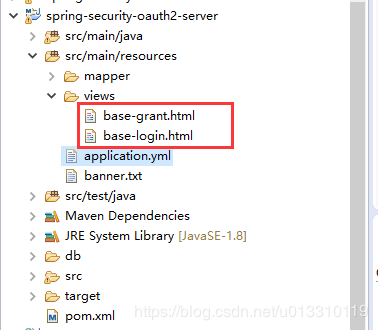 spring-security-oauth2-server
src/main/java
src/main/resources
mapper
views
base-grant.html
base-login.html
application.yml
banner.txt
src/test/java
Maven Dependencies
JRE System Library [JavaSE-1.8]
db
src
target
pom.xml
https://blog.csdn.net/u013310119